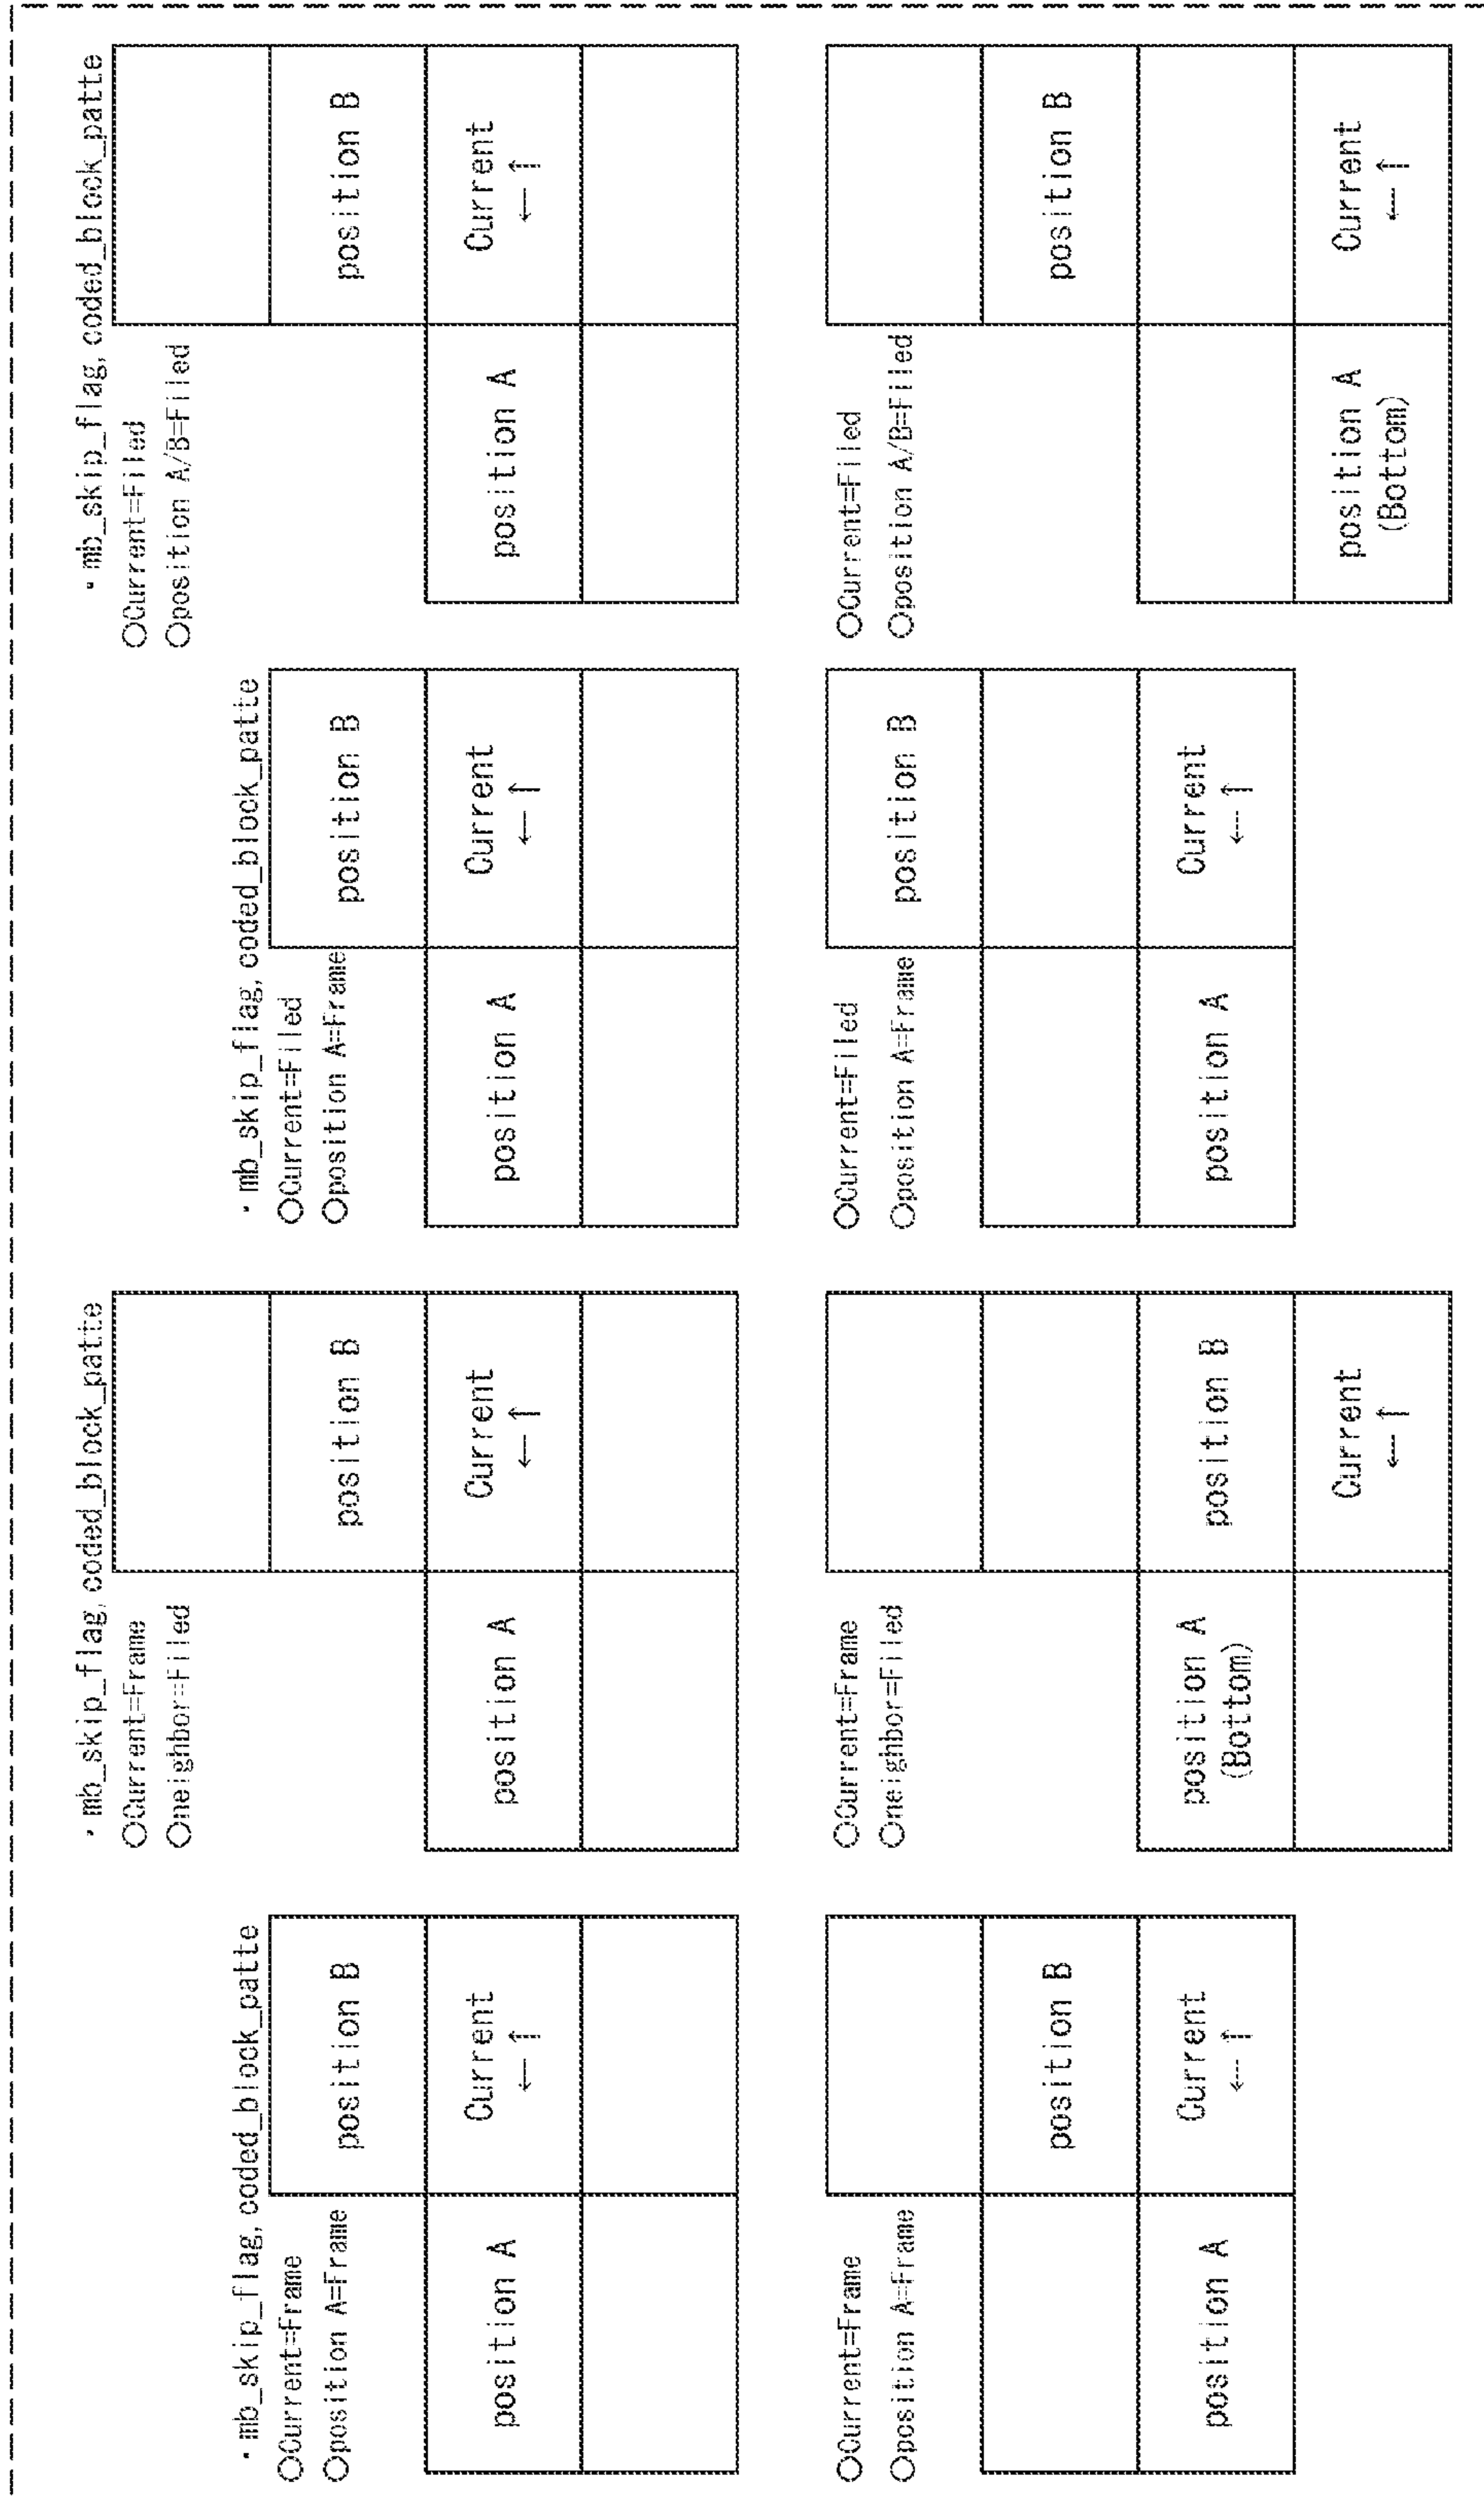 ・mb_skip_flag, coded_block_patte
○Current=Frame
○position A=Frame
position B
position A
Current
←↑
・mb_skip_flag, coded_block_patte
○Current=Frame
○neighbor=Filed
position B
position A
Current
←↑
・mb_skip_flag, coded_block_patte
○Current=Filed
○position A=Frame
position B
position A
Current
←↑
・mb_skip_flag, coded_block_patte
○Current=Filed
○position A/B=Filed
position B
position A
Current
←↑
○Current=Frame
○position A=Frame
position B
position A
Current
←↑
○Current=Frame
○neighbor=Filed
position A
(Bottom)
position B
Current
←↑
○Current=Filed
○position A=Frame
position B
position A
Current
←↑
○Current=Filed
○position A/B=Filed
position B
position A
(Bottom)
Current
←↑